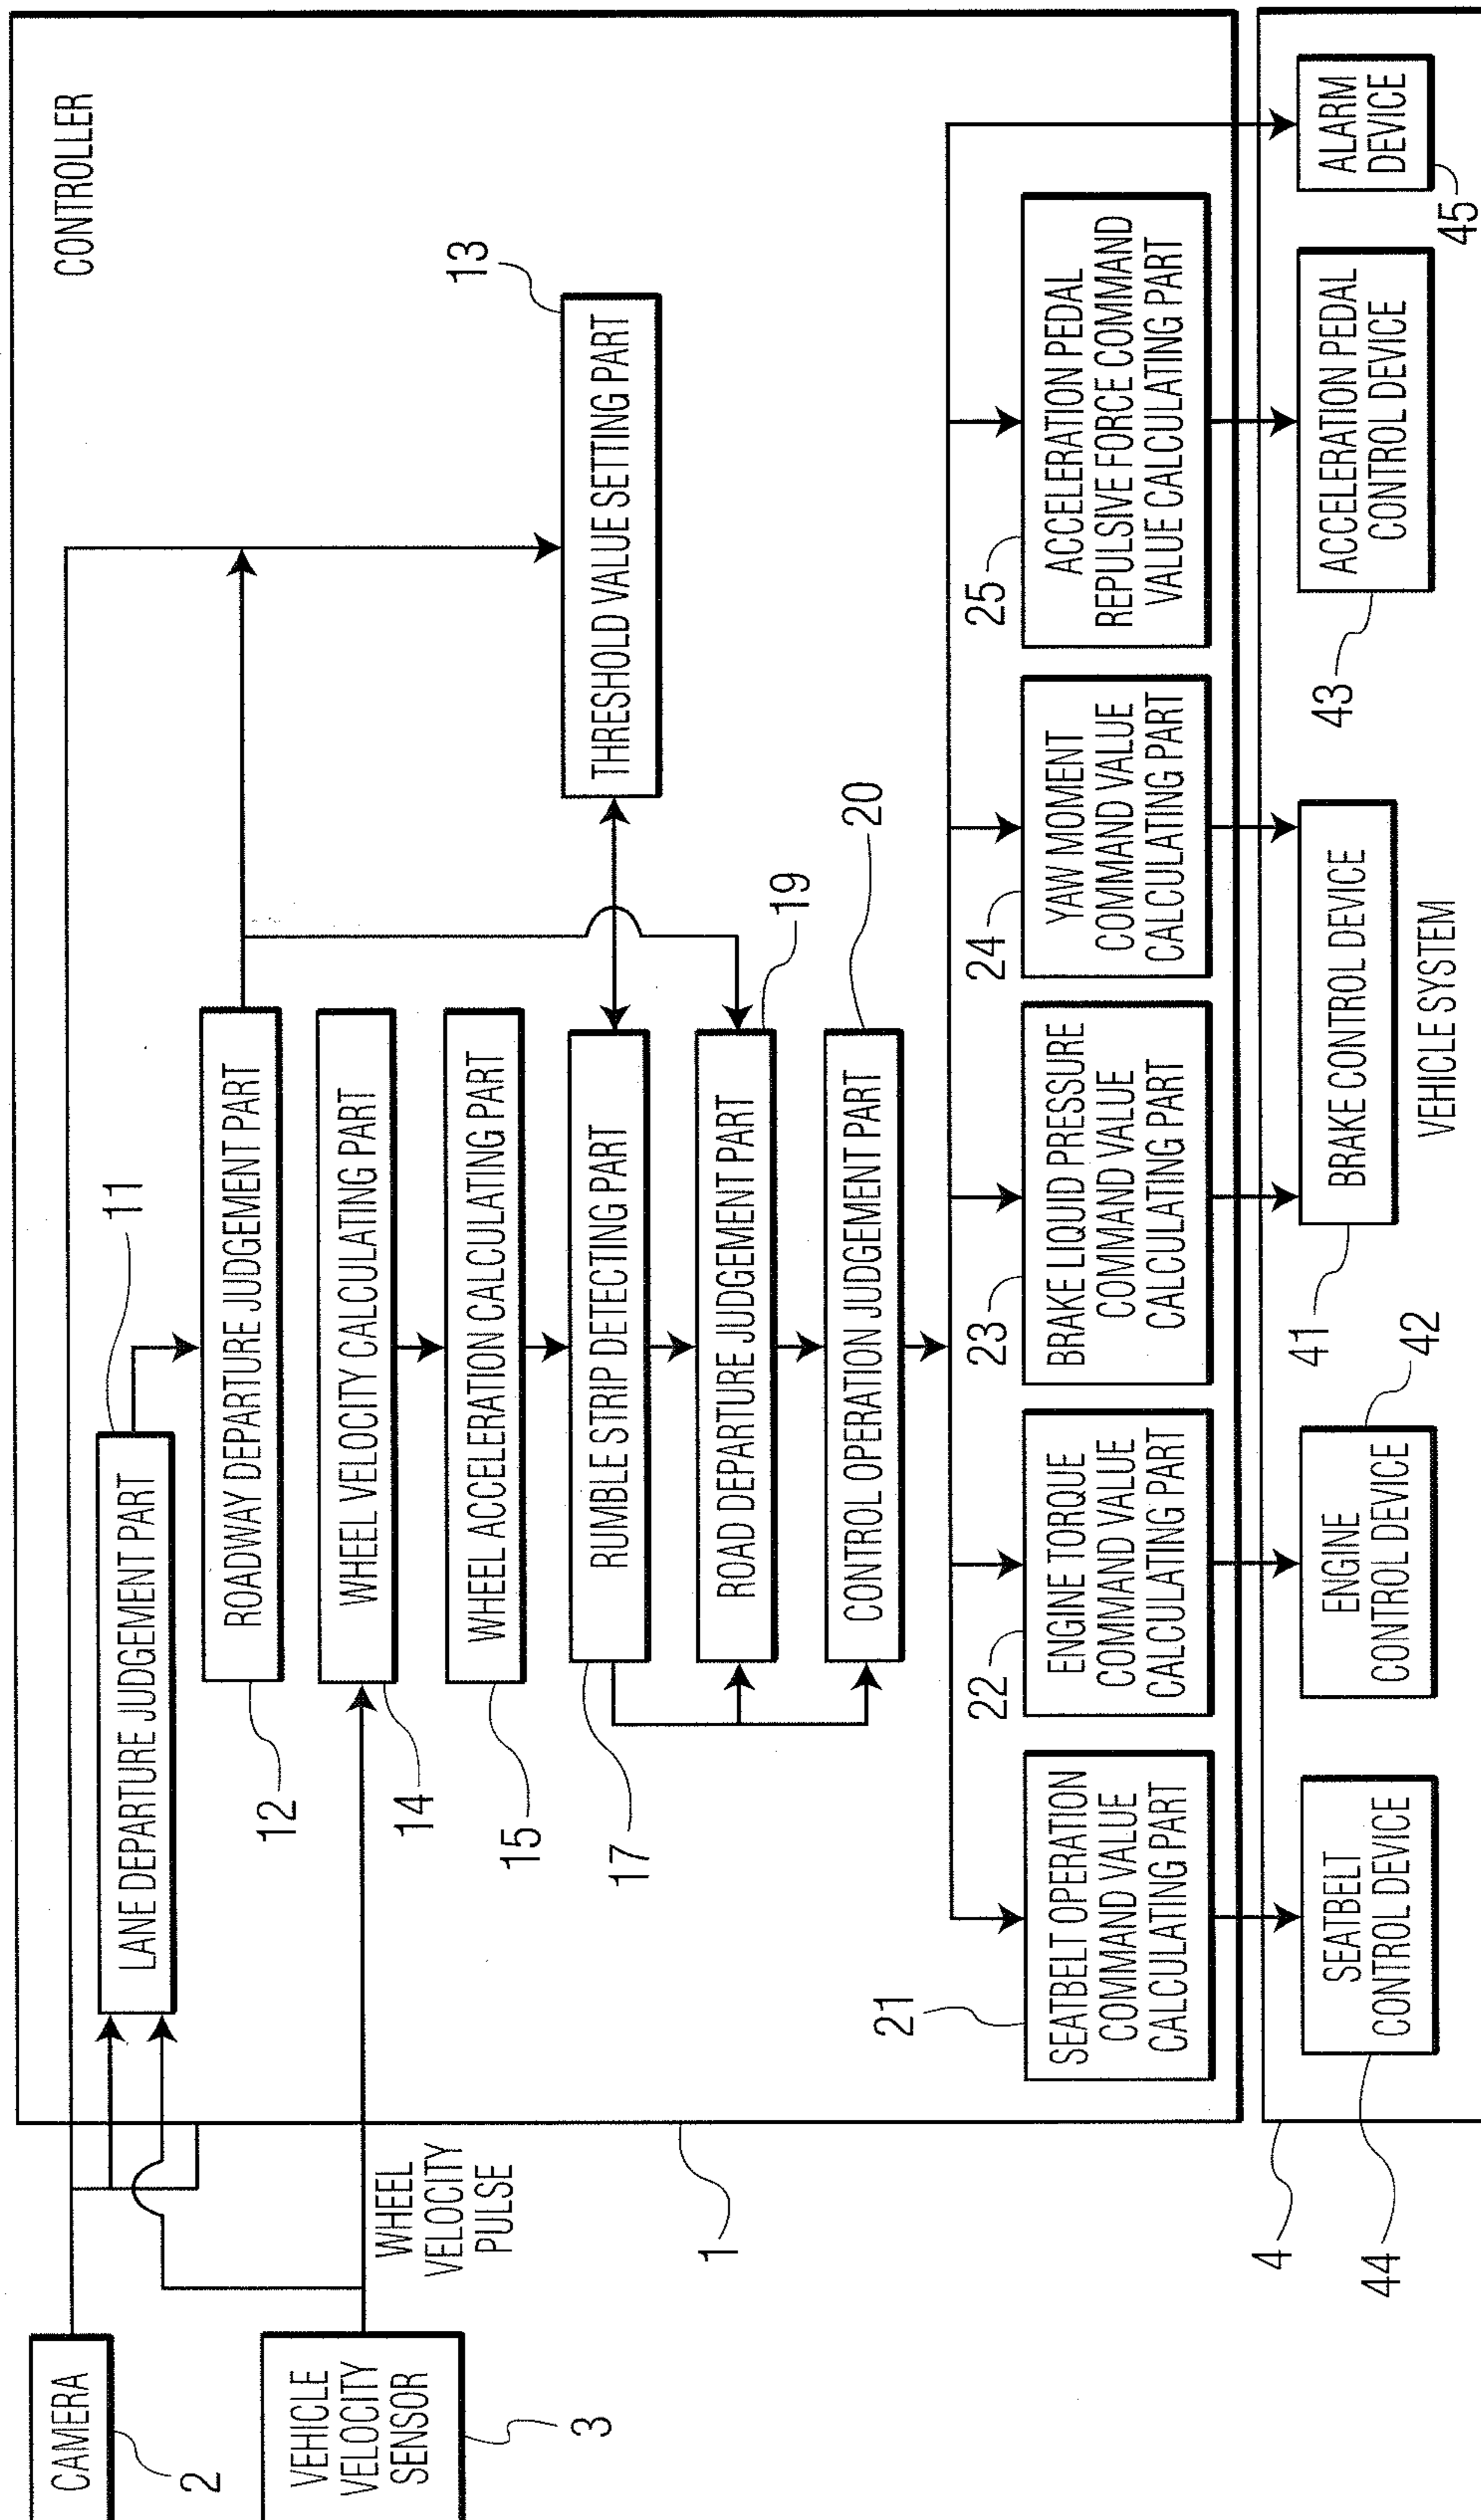 CONTROLLER
CAMERA
2
VEHICLE
VELOCITY
SENSOR
3
WHEEL
VELOCITY
PULSE
1
LANE DEPARTURE JUDGEMENT PART
11
ROADWAY DEPARTURE JUDGEMENT PART
12
WHEEL VELOCITY CALCULATING PART
14
WHEEL ACCELERATION CALCULATING PART
15
THRESHOLD VALUE SETTING PART
13
RUMBLE STRIP DETECTING PART
17
ROAD DEPARTURE JUDGEMENT PART
19
CONTROL OPERATION JUDGEMENT PART
20
21
SEATBELT OPERATION
COMMAND VALUE
CALCULATING PART
22
ENGINE TORQUE
COMMAND VALUE
CALCULATING PART
23
BRAKE LIQUID PRESSURE
COMMAND VALUE
CALCULATING PART
24
YAW MOMENT
COMMAND VALUE
CALCULATING PART
25
ACCELERATION PEDAL
REPULSIVE FORCE COMMAND
VALUE CALCULATING PART
4
44
SEATBELT
CONTROL DEVICE
ENGINE
CONTROL DEVICE
42
41
BRAKE CONTROL DEVICE
43
ACCELERATION PEDAL
CONTROL DEVICE
ALARM
DEVICE
45
VEHICLE SYSTEM